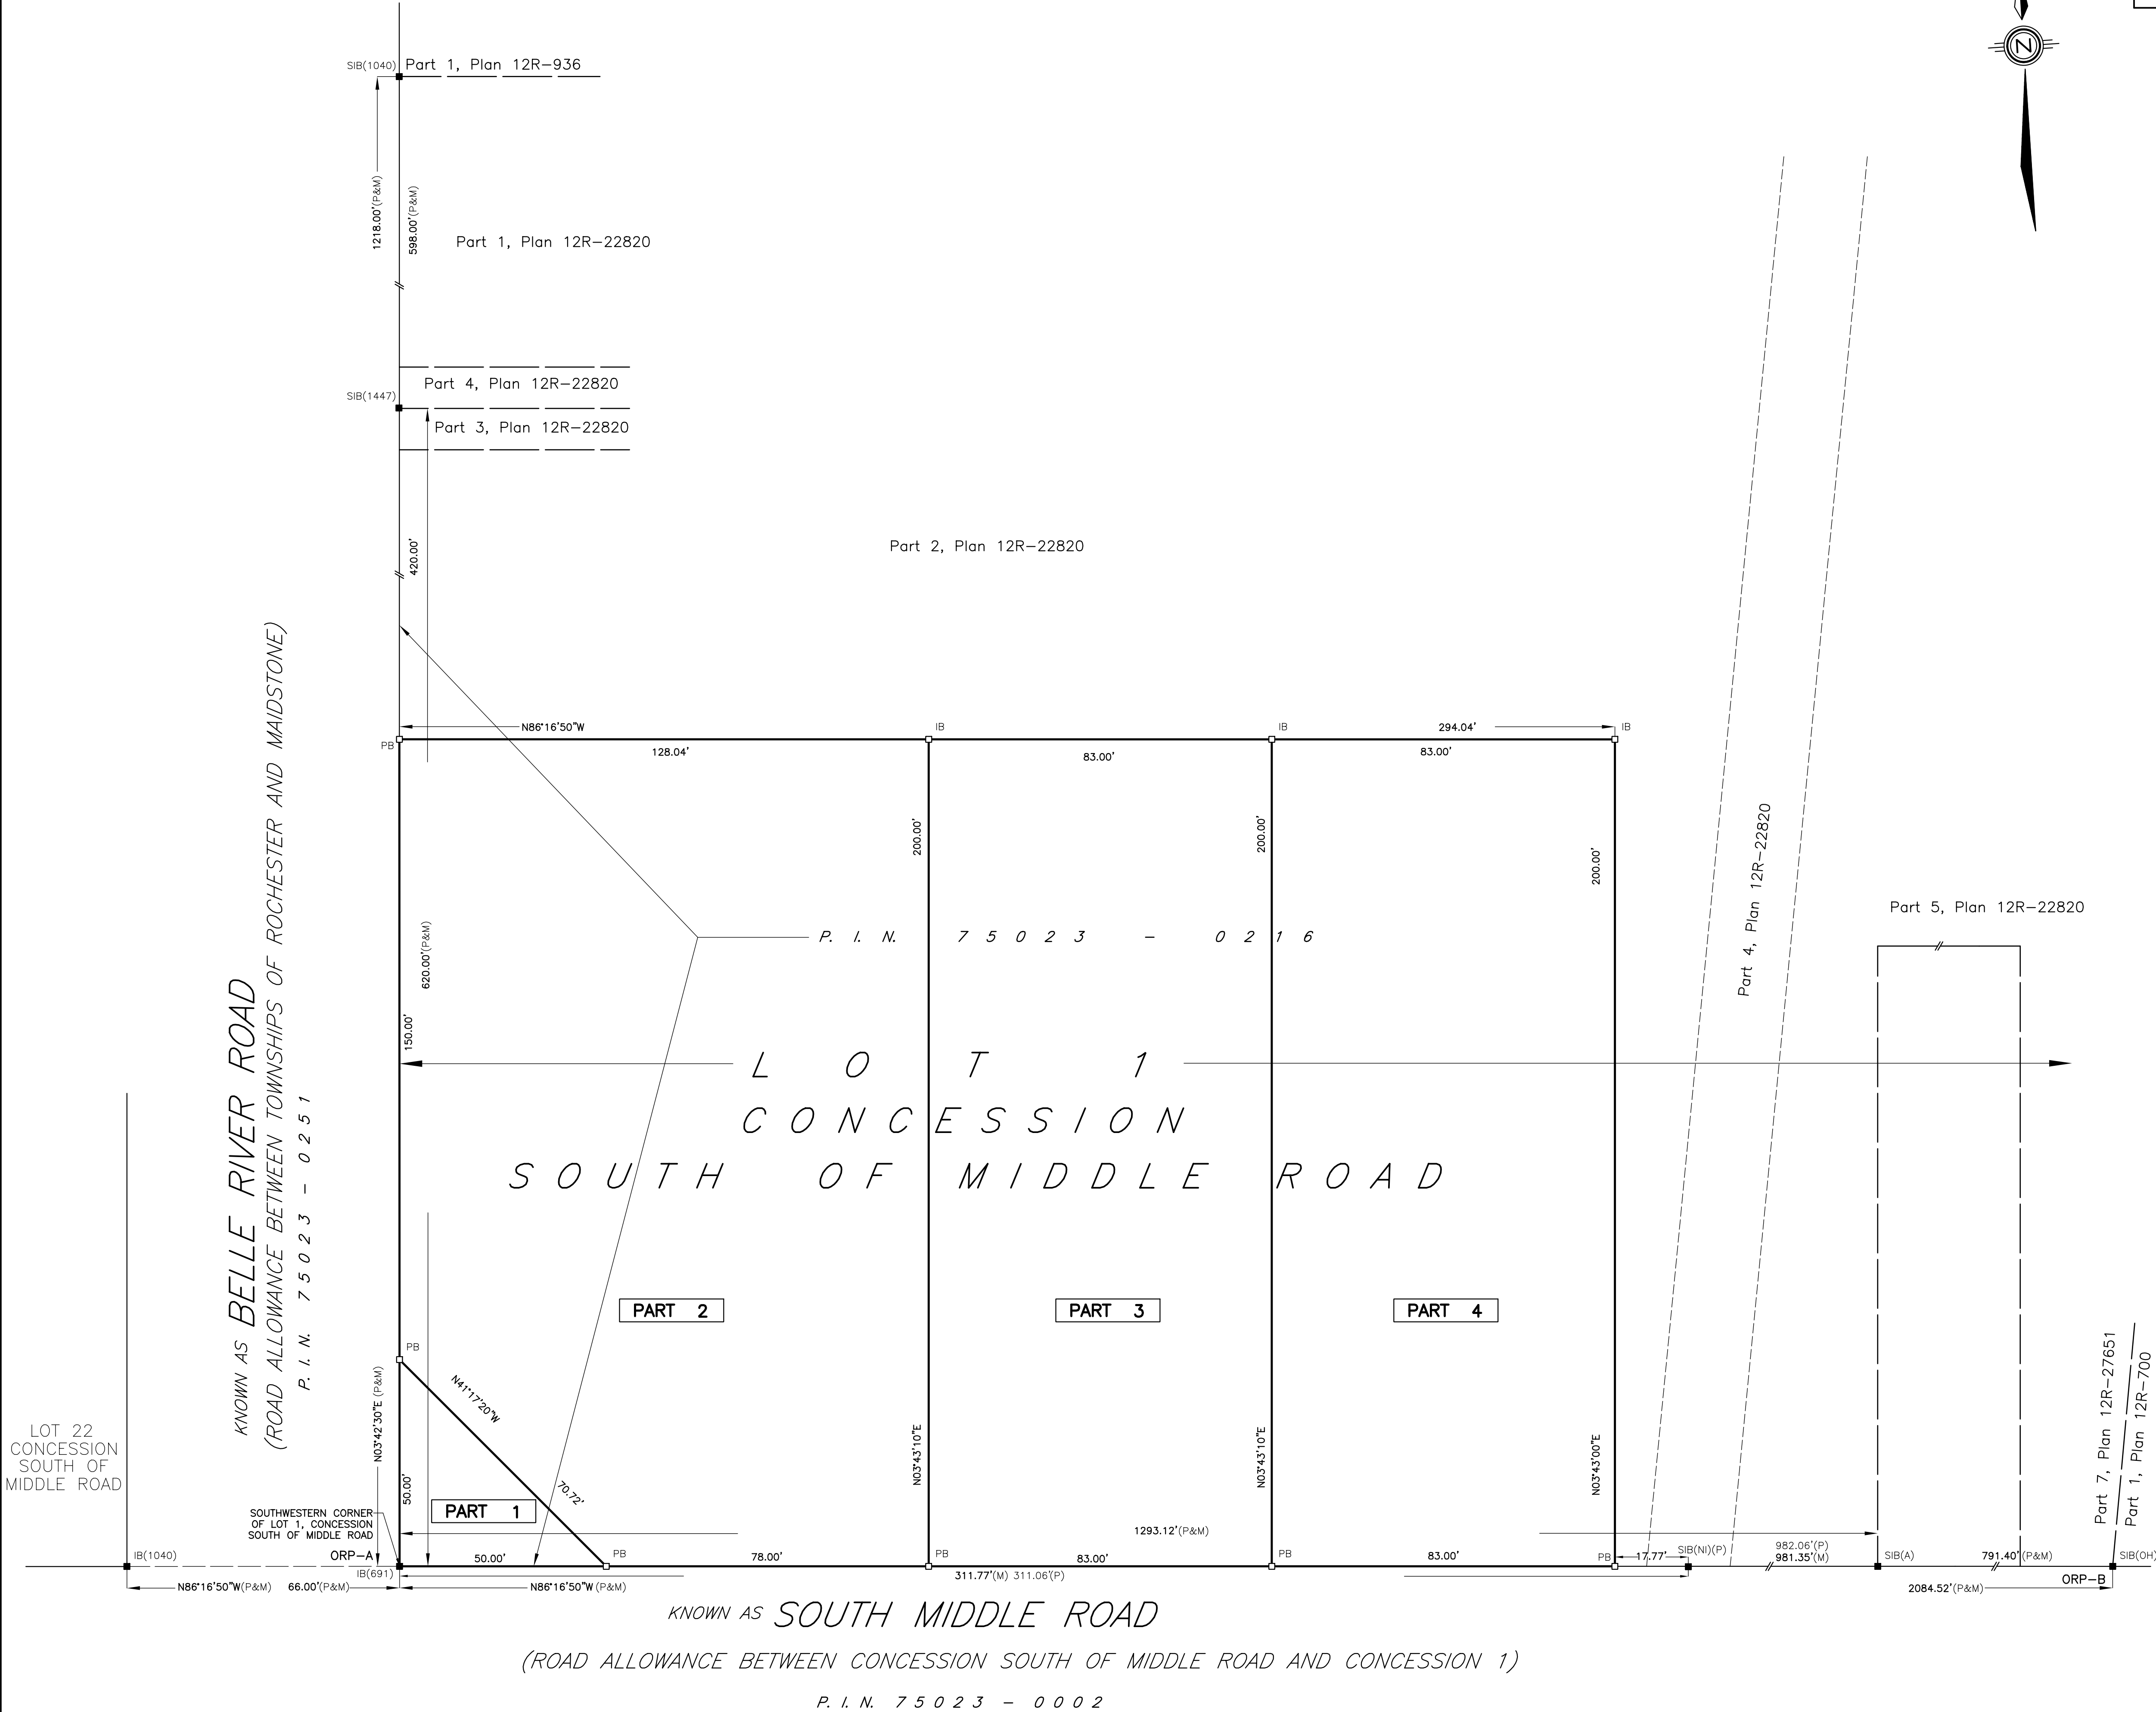 N
SIB(1040)
Part 1, Plan 12R-936
1218.00'(P&M)
598.00'(P&M)
Part 1, Plan 12R-22820
Part 4, Plan 12R-22820
SIB(1447)
Part 3, Plan 12R-22820
420.00'
Part 2, Plan 12R-22820
N86°16'50"W
IB
IB
294.04'
IB
PB
128.04'
83.00'
83.00'
200.00'
200.00'
200.00'
Part 4, Plan 12R-22820
Part 5, Plan 12R-22820
P. I. N. 75023 - 0216
620.00'(P&M)
150.00'
KNOWN AS BELLE RIVER ROAD
(ROAD ALLOWANCE BETWEEN TOWNSHIPS OF ROCHESTER AND MAIDSTONE)
P. I. N. 75023 - 0251
LOT 1
CONCESSION
SOUTH OF MIDDLE ROAD
PART 2
PART 3
PART 4
PB
N41°17'20"W
70.72'
N03°42'30"E (P&M)
50.00'
PART 1
N03°43'10"E
N03°43'10"E
N03°43'00"E
Part 7, Plan 12R-27651
Part 1, Plan 12R-700
LOT 22
CONCESSION
SOUTH OF
MIDDLE ROAD
SOUTHWESTERN CORNER
OF LOT 1, CONCESSION
SOUTH OF MIDDLE ROAD
1293.12'(P&M)
IB(1040)
ORP-A
IB(691)
50.00'
PB
78.00'
PB
83.00'
PB
83.00'
PB
17.77'
SIB(NI)(P)
982.06'(P)
981.35'(M)
SIB(A)
791.40'(P&M)
SIB(OH)
N86°16'50"W(P&M)
66.00'(P&M)
N86°16'50"W (P&M)
311.77'(M) 311.06'(P)
2084.52'(P&M)
ORP-B
KNOWN AS SOUTH MIDDLE ROAD
(ROAD ALLOWANCE BETWEEN CONCESSION SOUTH OF MIDDLE ROAD AND CONCESSION 1)
P. I. N. 75023 - 0002